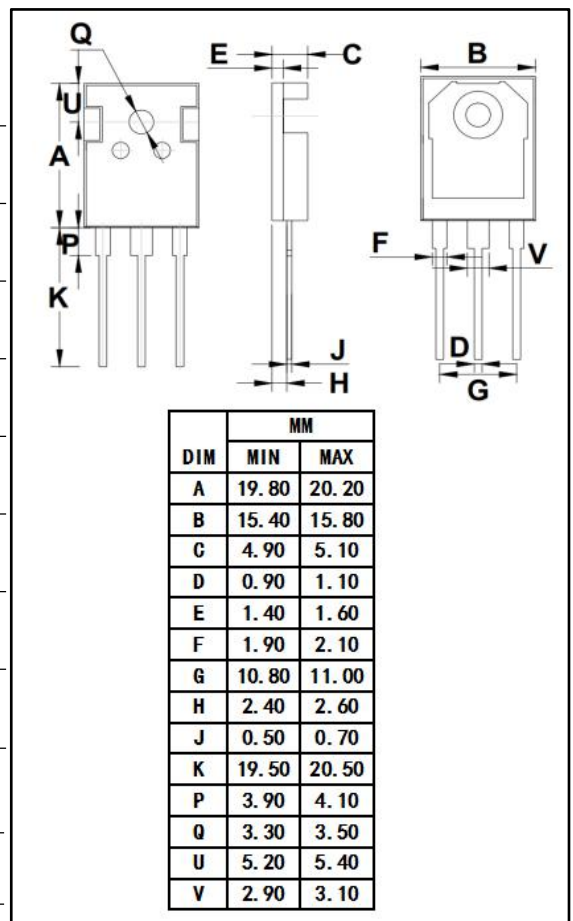 Q
E
C
B
U
A
P
K
F
V
J
H
D
G
MM
DIM MIN MAX
A 19.80 20.20
B 15.40 15.80
C 4.90 5.10
D 0.90 1.10
E 1.40 1.60
F 1.90 2.10
G 10.80 11.00
H 2.40 2.60
J 0.50 0.70
K 19.50 20.50
P 3.90 4.10
Q 3.30 3.50
U 5.20 5.40
V 2.90 3.10